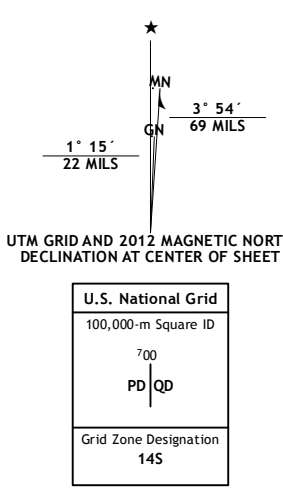 MN
3° 54´
69 MILS
GN
1° 15´
22 MILS
UTM GRID AND 2012 MAGNETIC NORT
DECLINATION AT CENTER OF SHEET
U.S. National Grid
100,000-m Square ID
⁷00
PD QD
Grid Zone Designation
14S